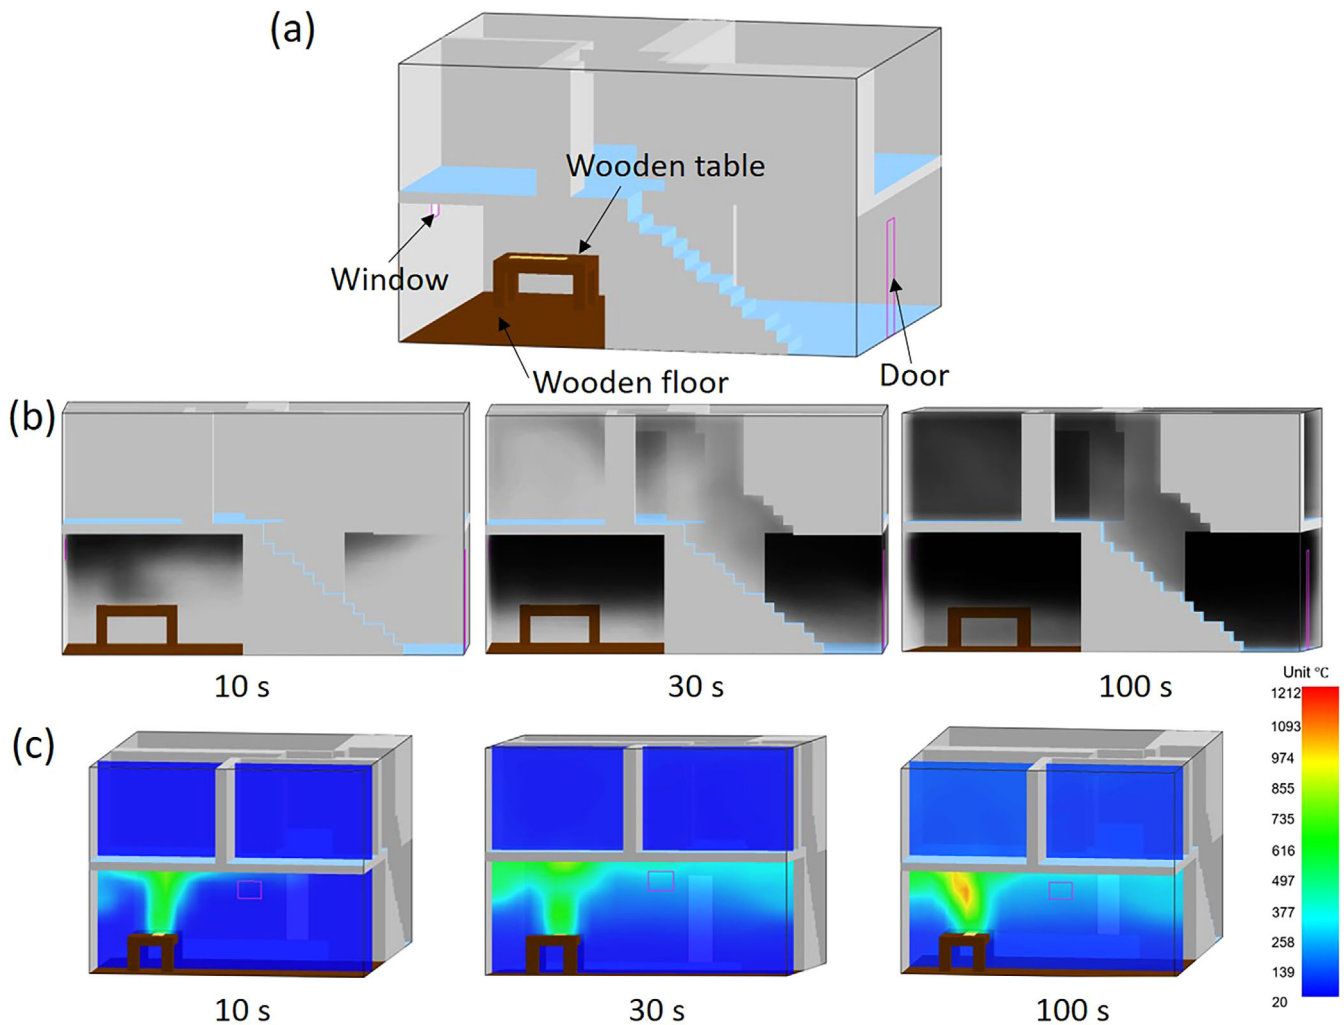 (a)
Wooden table
Window
Wooden floor
Door
(b)
10 s
30 s
100 s
Unit °C
(c)
1212
1093
974
855
735
616
497
377
258
139
20
10 s
30 s
100 s